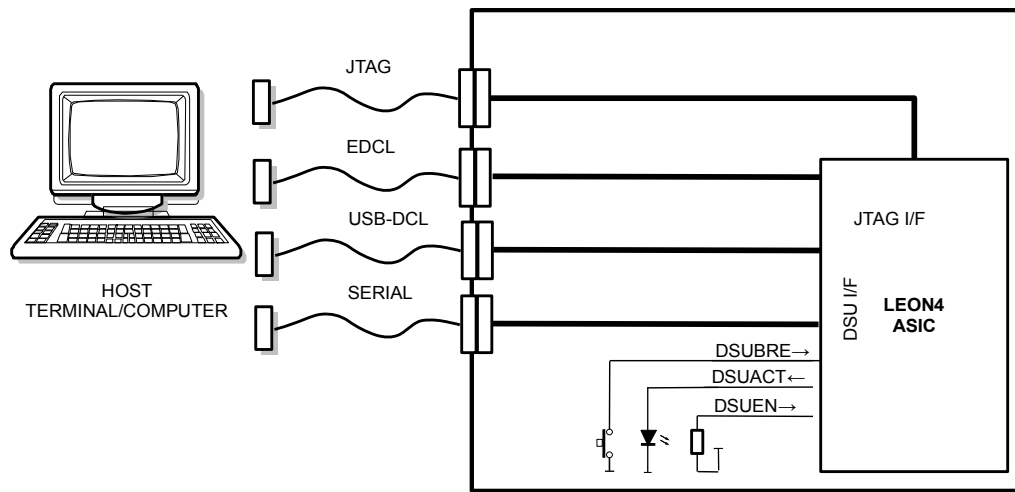 JTAG
EDCL
USB-DCL
SERIAL
HOST
TERMINAL/COMPUTER
JTAG I/F
DSU I/F
LEON4
ASIC
DSUBRE→
DSUACT←
DSUEN→